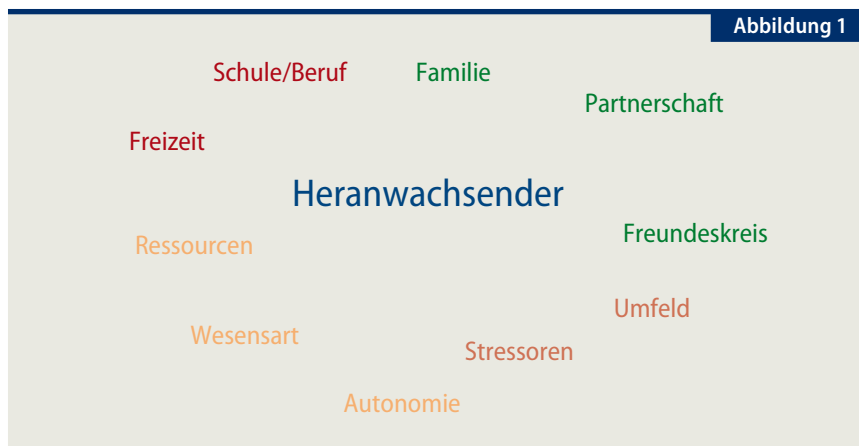 Abbildung 1
Schule/Beruf
Familie
Partnerschaft
Freizeit
Heranwachsender
Freundeskreis
Ressourcen
Umfeld
Wesensart
Stressoren
Autonomie